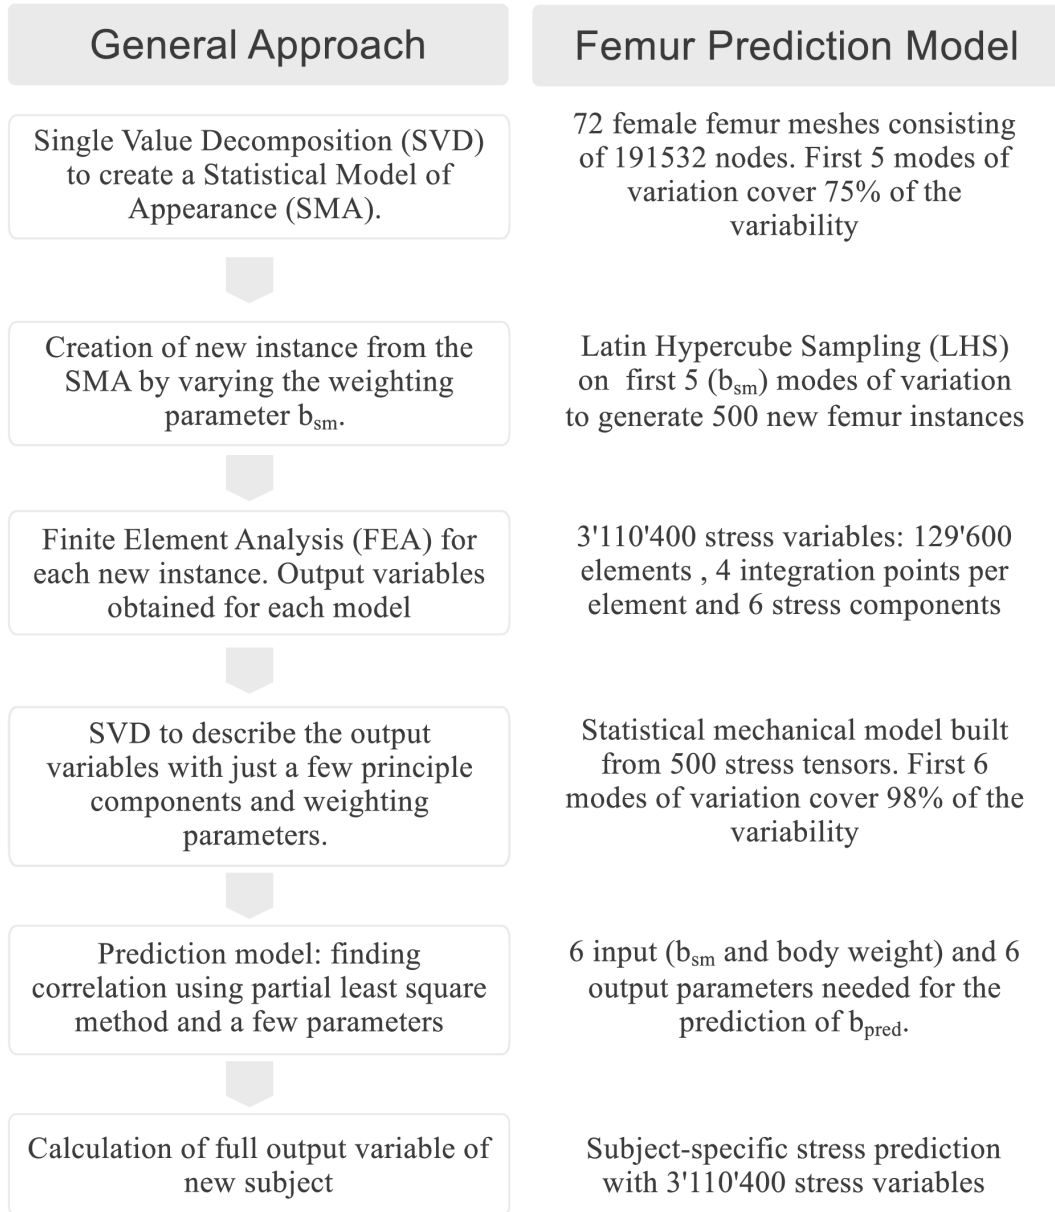 General Approach
Femur Prediction Model
Single Value Decomposition (SVD)
to create a Statistical Model of
Appearance (SMA).
72 female femur meshes consisting
of 191532 nodes. First 5 modes of
variation cover 75% of the
variability
Creation of new instance from the
SMA by varying the weighting
parameter bsm.
Latin Hypercube Sampling (LHS)
on first 5 (bsm) modes of variation
to generate 500 new femur instances
Finite Element Analysis (FEA) for
each new instance. Output variables
obtained for each model
3'110'400 stress variables: 129'600
elements , 4 integration points per
element and 6 stress components
SVD to describe the output
variables with just a few principle
components and weighting
parameters.
Statistical mechanical model built
from 500 stress tensors. First 6
modes of variation cover 98% of the
variability
Prediction model: finding
correlation using partial least square
method and a few parameters
6 input (bsm and body weight) and 6
output parameters needed for the
prediction of bpred.
Calculation of full output variable of
new subject
Subject-specific stress prediction
with 3'110'400 stress variables